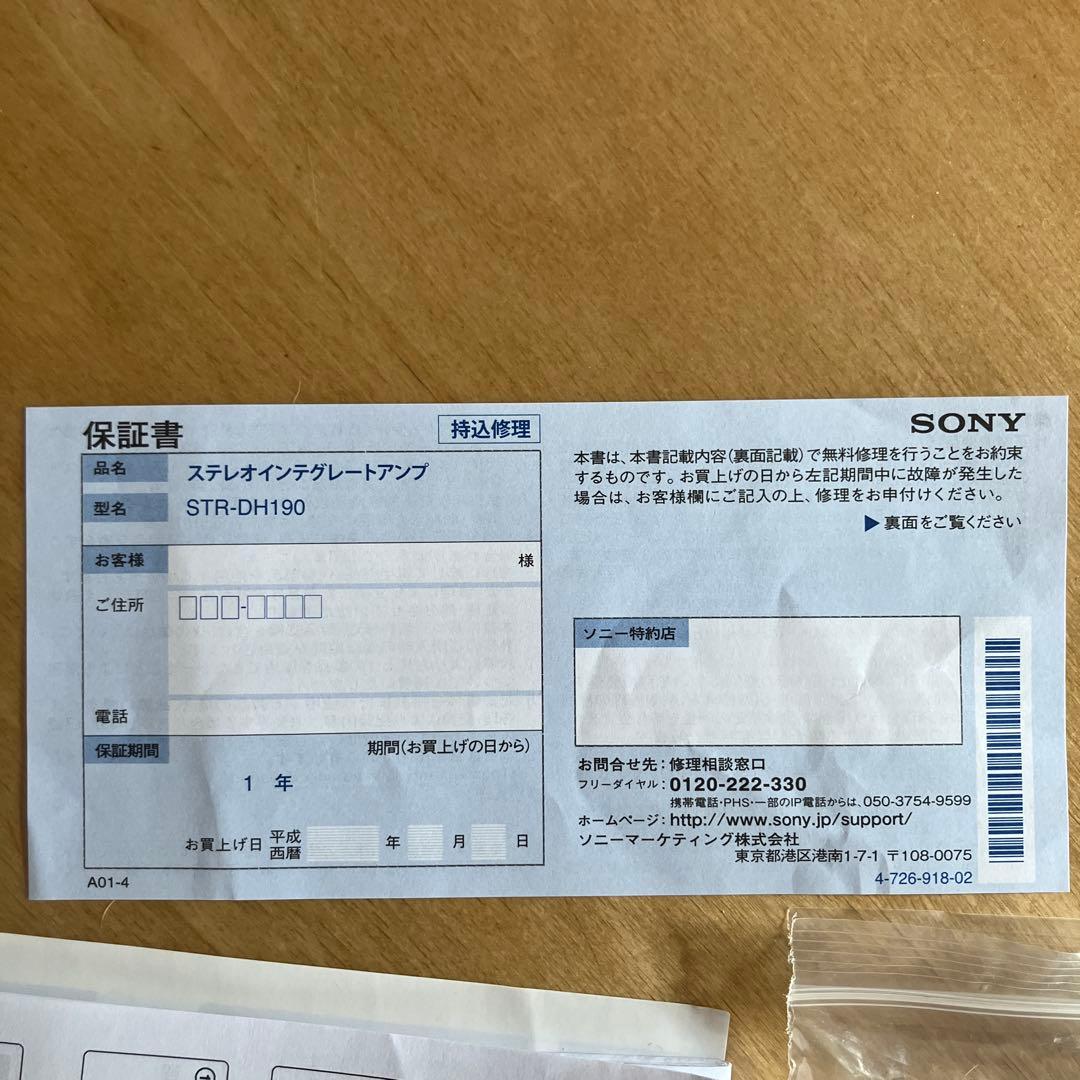 保証書
持込修理
品名 ステレオインテグレートアンプ
型名 STR-DH190
お客様 様
ご住所 □□□-□□□□
電話
保証期間 期間(お買上げの日から)
1 年
お買上げ日 平成 西暦 年 月 日
A01-4
SONY
本書は、本書記載内容(裏面記載)で無料修理を行うことをお約束
するものです。お買上げの日から左記期間中に故障が発生した
場合は、お客様欄にご記入の上、修理をお申付けください。
▶裏面をご覧ください
ソニー特約店
お問合せ先:修理相談窓口
フリーダイヤル:0120-222-330
携帯電話・PHS・一部のIP電話からは、050-3754-9599
ホームページ:http://www.sony.jp/support/
ソニーマーケティング株式会社
東京都港区港南1-7-1 〒108-0075
4-726-918-02